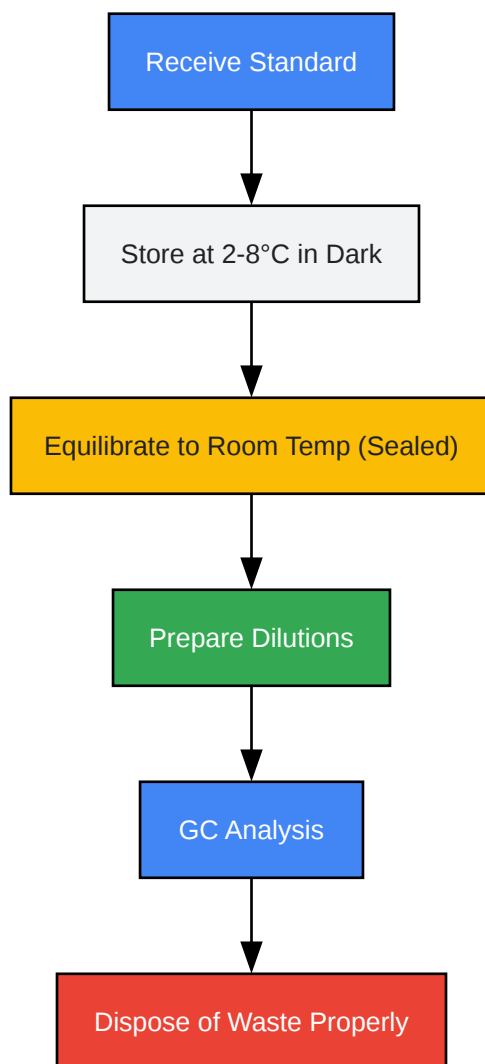 Receive Standard
Store at 2-8°C in Dark
Equilibrate to Room Temp (Sealed)
Prepare Dilutions
GC Analysis
Dispose of Waste Properly